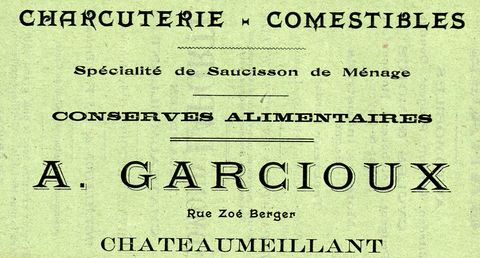 CHARCUTERIE - COMESTIBLES
Spécialité de Saucisson de Ménage
CONSERVES ALIMENTAIRES
A. GARCIOUX
Rue Zoé Berger
CHATEAUMEILLANT